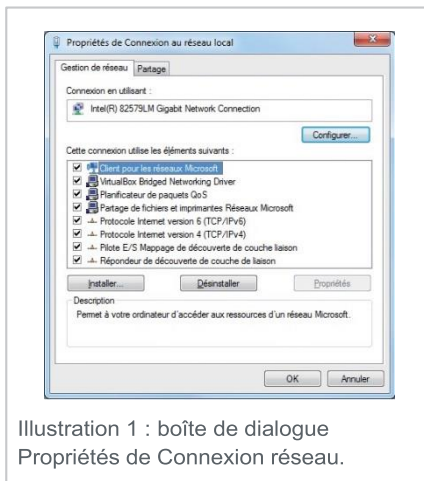 Propriétés de Connexion au réseau local
Gestion de réseau Partage
Connexion en utilisant :
Intel(R) 82579LM Gigabit Network Connection
Configurer...
Cette connexion utilise les éléments suivants :
Client pour les réseaux Microsoft
VirtualBox Bridged Networking Driver
Planificateur de paquets QoS
Partage de fichiers et imprimantes Réseaux Microsoft
Protocole Internet version 6 (TCP/IPv6)
Protocole Internet version 4 (TCP/IPv4)
Pilote E/S Mappage de découverte de couche liaison
Répondeur de découverte de couche de liaison
Installer... Désinstaller Propriétés
Description
Permet à votre ordinateur d'accéder aux ressources d'un réseau Microsoft.
OK Annuler
Illustration 1 : boîte de dialogue
Propriétés de Connexion réseau.